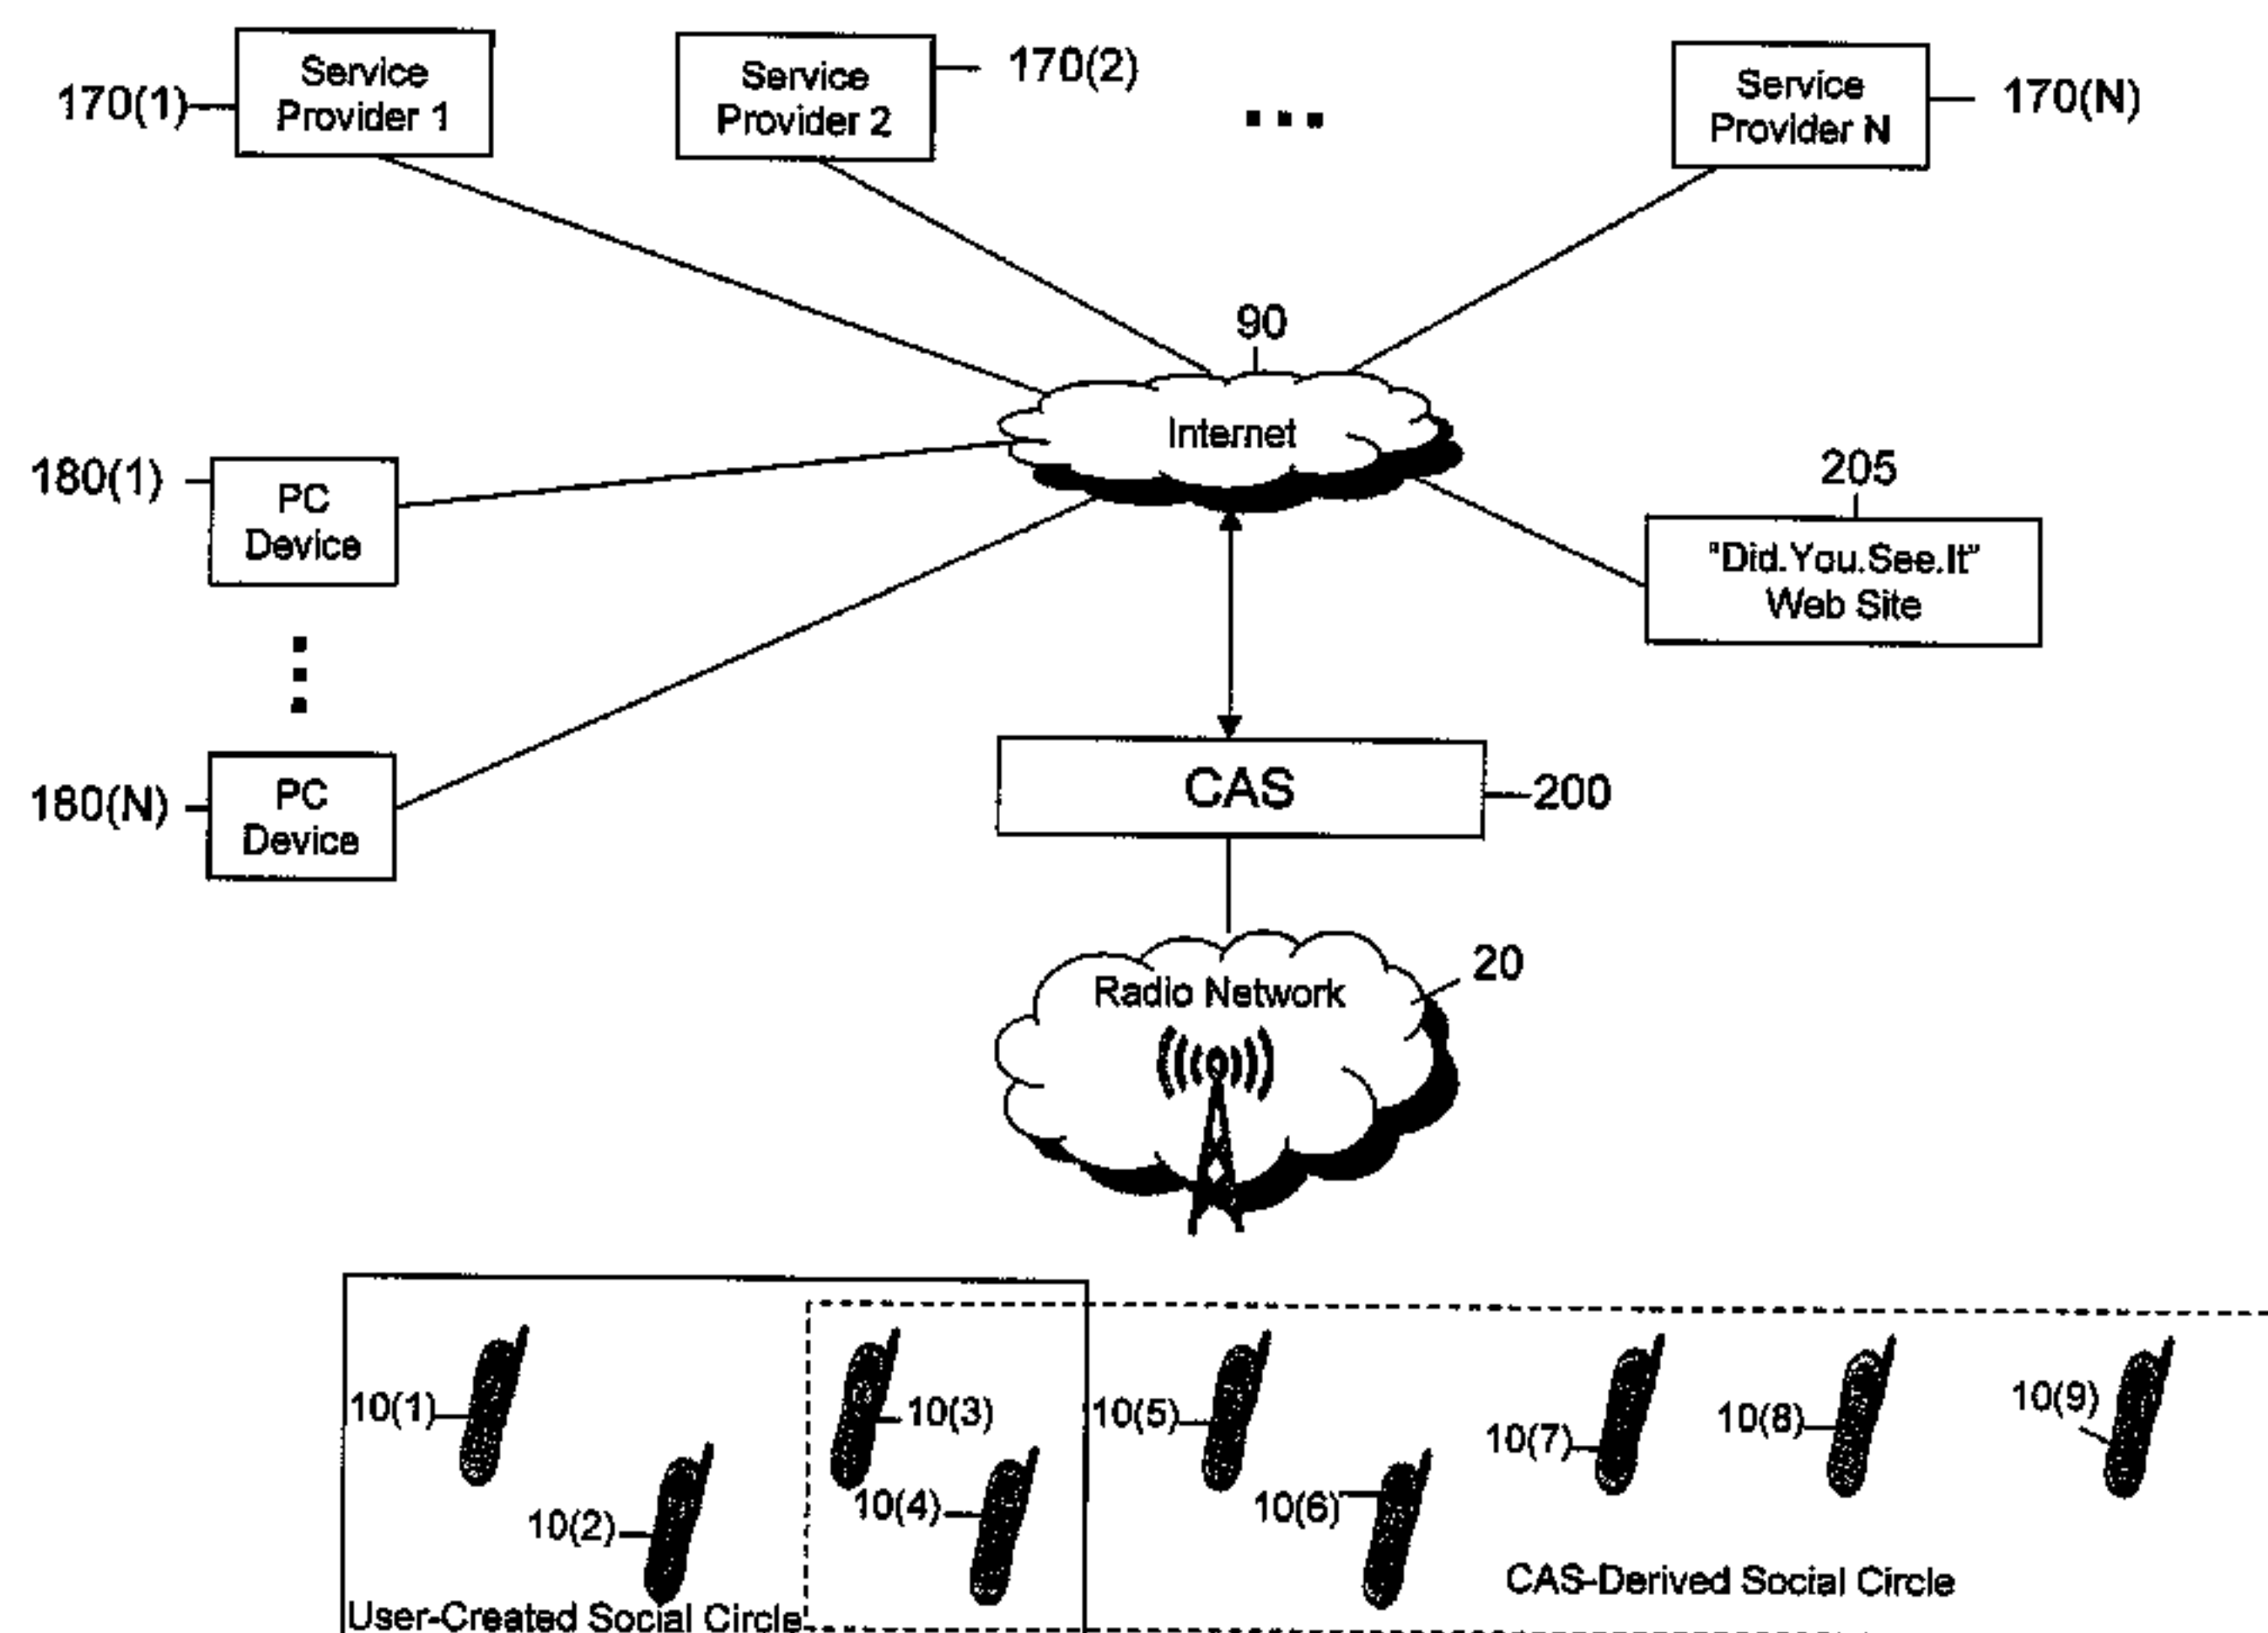 170(1)
Service
Provider 1
Service
Provider 2
170(2)
Service
Provider N
170(N)
90
Internet
180(1)
PC
Device
205
"Did.You.See.It"
Web Site
180(N)
PC
Device
CAS
200
Radio Network
20
10(1)
10(2)
10(3)
10(4)
10(5)
10(6)
10(7)
10(8)
10(9)
User-Created Social Circle
CAS-Derived Social Circle